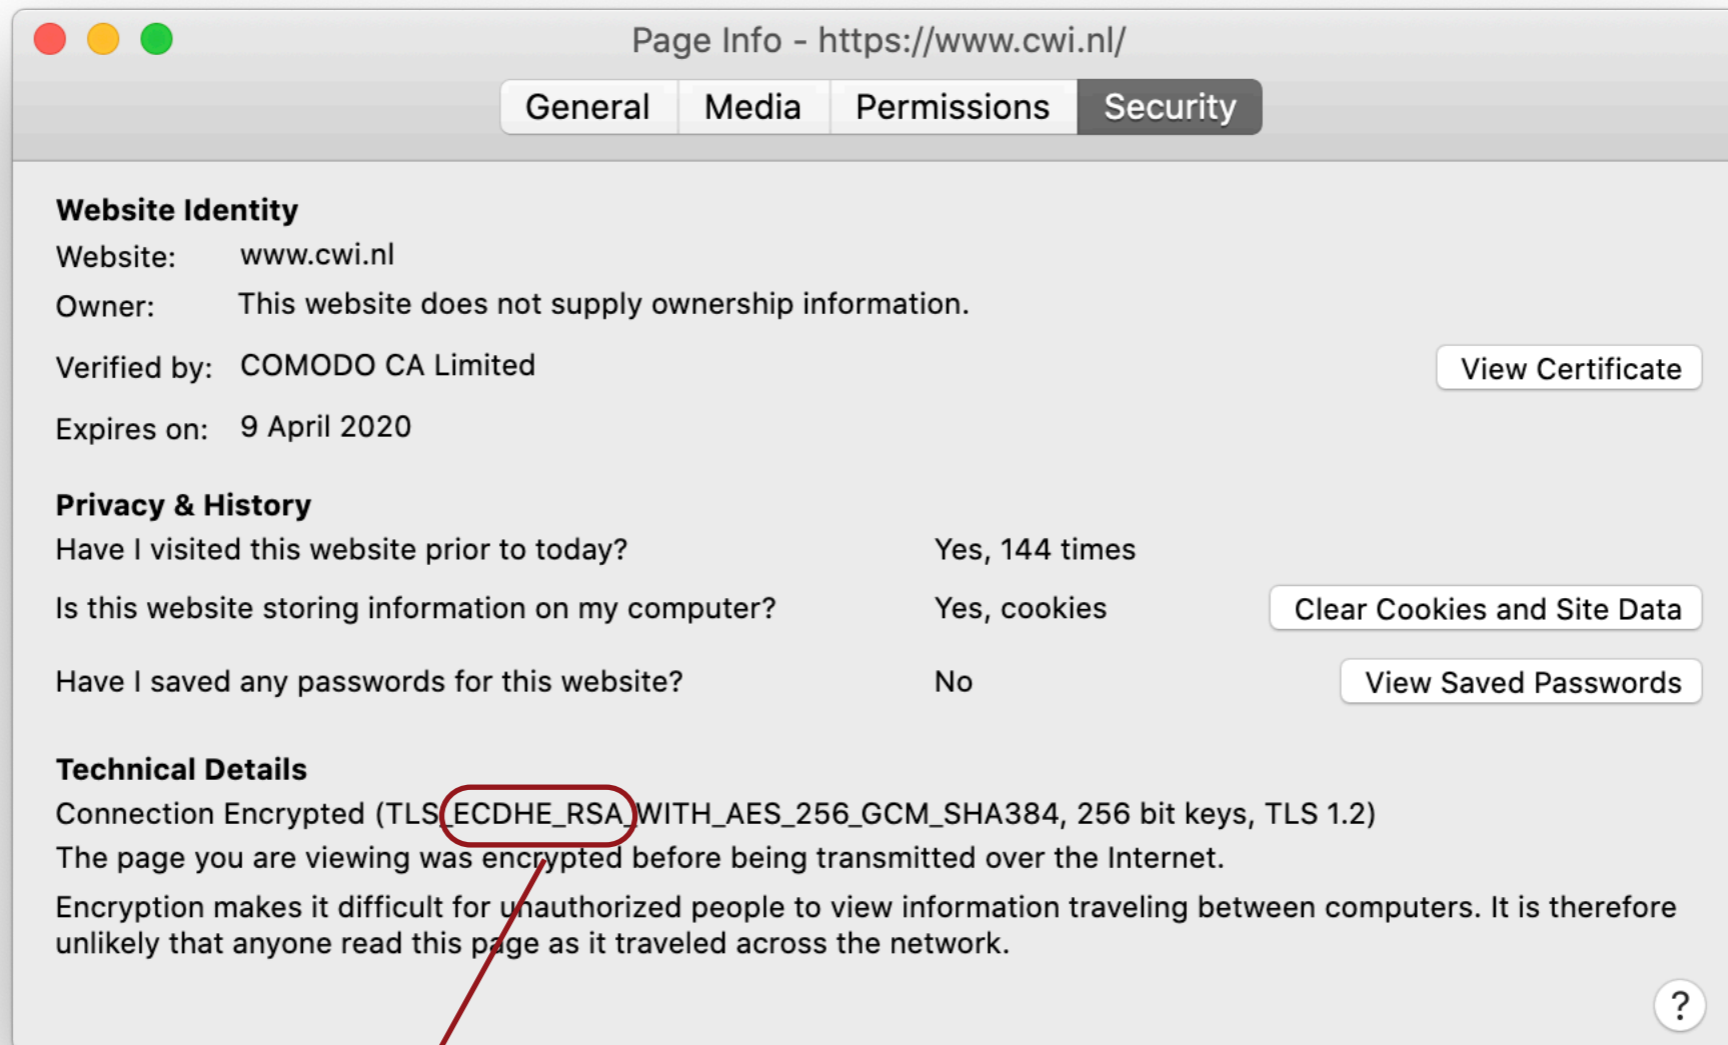 Page Info - https://www.cwi.nl/
General Media Permissions Security
Website Identity
Website: www.cwi.nl
Owner: This website does not supply ownership information.
Verified by: COMODO CA Limited View Certificate
Expires on: 9 April 2020
Privacy & History
Have I visited this website prior to today? Yes, 144 times
Is this website storing information on my computer? Yes, cookies Clear Cookies and Site Data
Have I saved any passwords for this website? No View Saved Passwords
Technical Details
Connection Encrypted (TLS_ECDHE_RSA_WITH_AES_256_GCM_SHA384, 256 bit keys, TLS 1.2)
The page you are viewing was encrypted before being transmitted over the Internet.
Encryption makes it difficult for unauthorized people to view information traveling between computers. It is therefore
unlikely that anyone read this page as it traveled across the network.
?